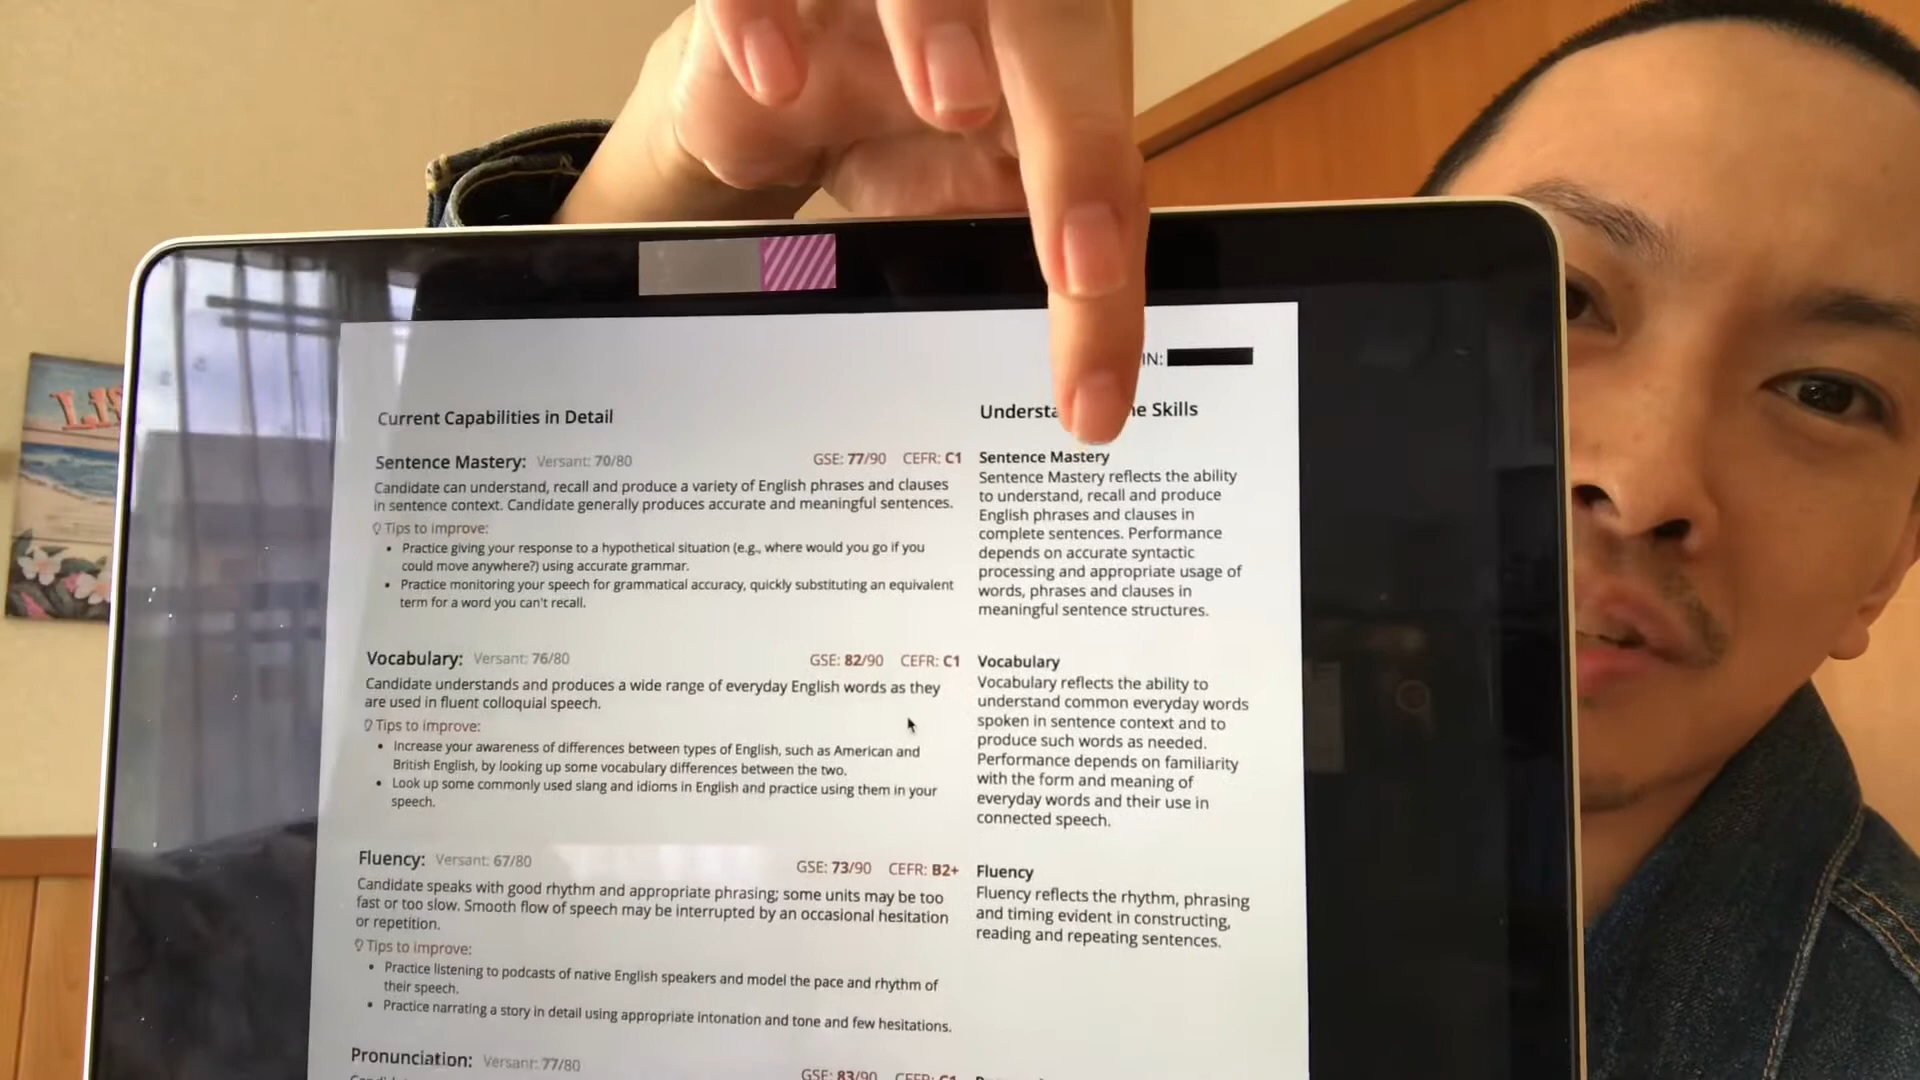 IN:
Current Capabilities in Detail
Sentence Mastery: Versant: 70/80 GSE: 77/90 CEFR: C1
Candidate can understand, recall and produce a variety of English phrases and clauses
in sentence context. Candidate generally produces accurate and meaningful sentences.
Tips to improve:
• Practice giving your response to a hypothetical situation (e.g., where would you go if you
could move anywhere?) using accurate grammar.
• Practice monitoring your speech for grammatical accuracy, quickly substituting an equivalent
term for a word you can't recall.
Vocabulary: Versant: 76/80 GSE: 82/90 CEFR: C1
Candidate understands and produces a wide range of everyday English words as they
are used in fluent colloquial speech.
Tips to improve:
• Increase your awareness of differences between types of English, such as American and
British English, by looking up some vocabulary differences between the two.
• Look up some commonly used slang and idioms in English and practice using them in your
speech.
Fluency: Versant: 67/80 GSE: 73/90 CEFR: B2+
Candidate speaks with good rhythm and appropriate phrasing; some units may be too
fast or too slow. Smooth flow of speech may be interrupted by an occasional hesitation
or repetition.
Tips to improve:
• Practice listening to podcasts of native English speakers and model the pace and rhythm of
their speech.
• Practice narrating a story in detail using appropriate intonation and tone and few hesitations.
Pronunciation: Versant: 77/80 GSE: 83/90 CEFR: C1
Skills
Sentence Mastery
Sentence Mastery reflects the ability
to understand, recall and produce
English phrases and clauses in
complete sentences. Performance
depends on accurate syntactic
processing and appropriate usage of
words, phrases and clauses in
meaningful sentence structures.
Vocabulary
Vocabulary reflects the ability to
understand common everyday words
spoken in sentence context and to
produce such words as needed.
Performance depends on familiarity
with the form and meaning of
everyday words and their use in
connected speech.
Fluency
Fluency reflects the rhythm, phrasing
and timing evident in constructing,
reading and repeating sentences.